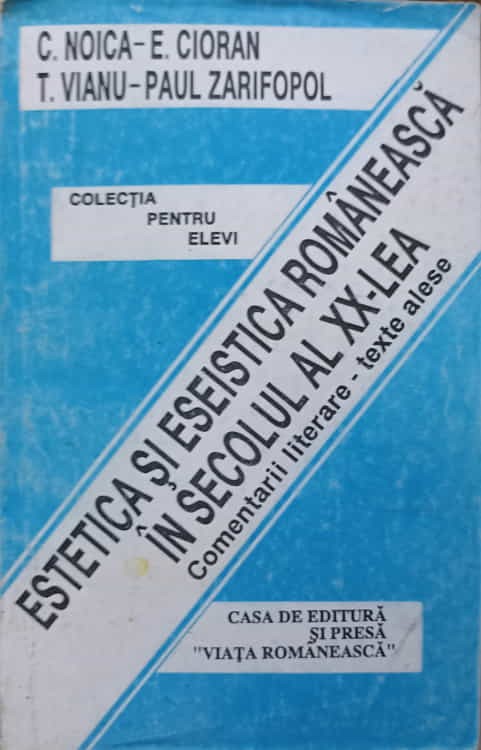 C. NOICA-E. CIORAN
T. VIANU-PAUL ZARIFOPOL
COLECȚIA
PENTRU
ELEVI
ESTETICA ȘI ESEISTICA ROMÂNEASCĂ
ÎN SECOLUL AL XX-LEA
Comentarii literare - texte alese
CASA DE EDITURĂ
ȘI PRESĂ
"VIAȚA ROMÂNEASCĂ"